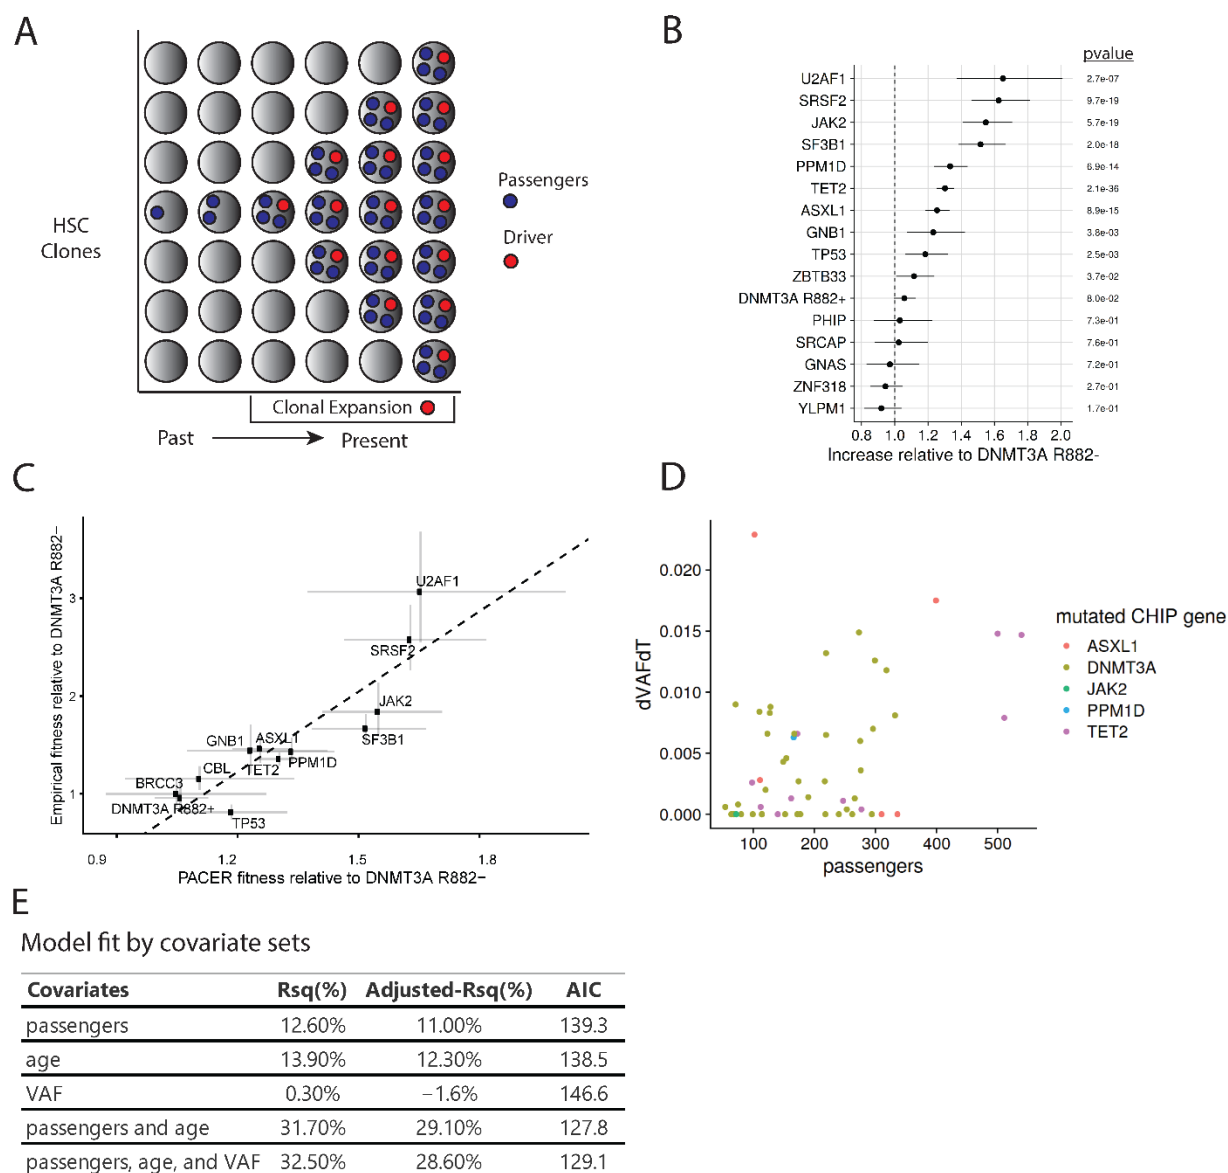 A
HSC
Clones
Passengers
Driver
Clonal Expansion
Past
Present
B
pvalue
U2AF1 2.7e-07
SRSF2 9.7e-19
JAK2 5.7e-19
SF3B1 2.0e-18
PPM1D 6.9e-14
TET2 2.1e-36
ASXL1 8.9e-15
GNB1 3.8e-03
TP53 2.5e-03
ZBTB33 3.7e-02
DNMT3A R882+ 8.0e-02
PHIP 7.3e-01
SRCAP 7.6e-01
GNAS 7.2e-01
ZNF318 2.7e-01
YLPM1 1.7e-01
0.8 1.0 1.2 1.4 1.6 1.8 2.0
Increase relative to DNMT3A R882-
C
Empirical fitness relative to DNMT3A R882−
3
2
1
U2AF1
SRSF2
JAK2
SF3B1
GNB1
ASXL1
TET2
PPM1D
CBL
BRCC3
DNMT3A R882+
TP53
0.9 1.2 1.5 1.8
PACER fitness relative to DNMT3A R882−
D
dVAFdT
0.020
0.015
0.010
0.005
0.000
100 200 300 400 500
passengers
mutated CHIP gene
ASXL1
DNMT3A
JAK2
PPM1D
TET2
E
Model fit by covariate sets
Covariates Rsq(%) Adjusted-Rsq(%) AIC
passengers 12.60% 11.00% 139.3
age 13.90% 12.30% 138.5
VAF 0.30% −1.6% 146.6
passengers and age 31.70% 29.10% 127.8
passengers, age, and VAF 32.50% 28.60% 129.1